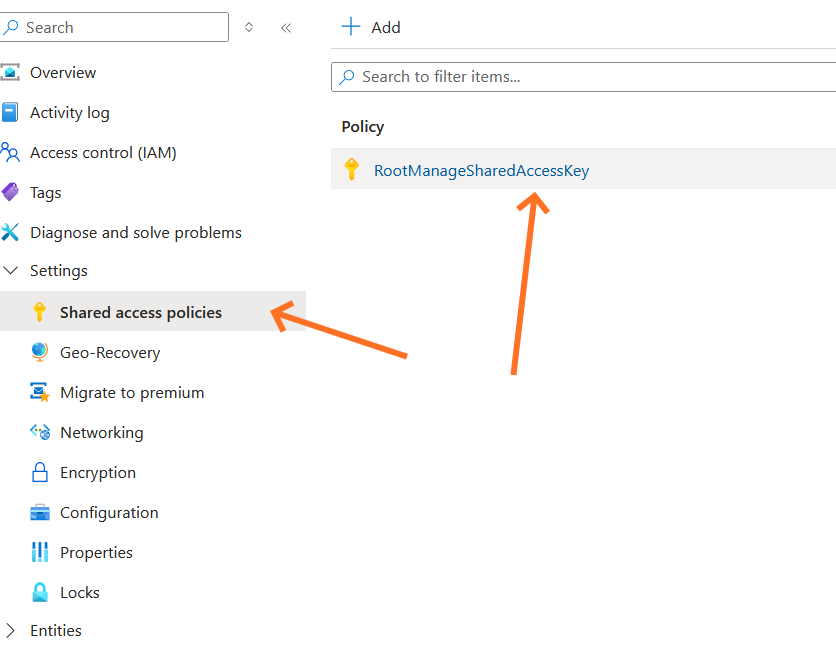 Search
Overview
Activity log
Access control (IAM)
Tags
Diagnose and solve problems
Settings
Shared access policies
Geo-Recovery
Migrate to premium
Networking
Encryption
Configuration
Properties
Locks
Entities
Add
Search to filter items...
Policy
RootManageSharedAccessKey